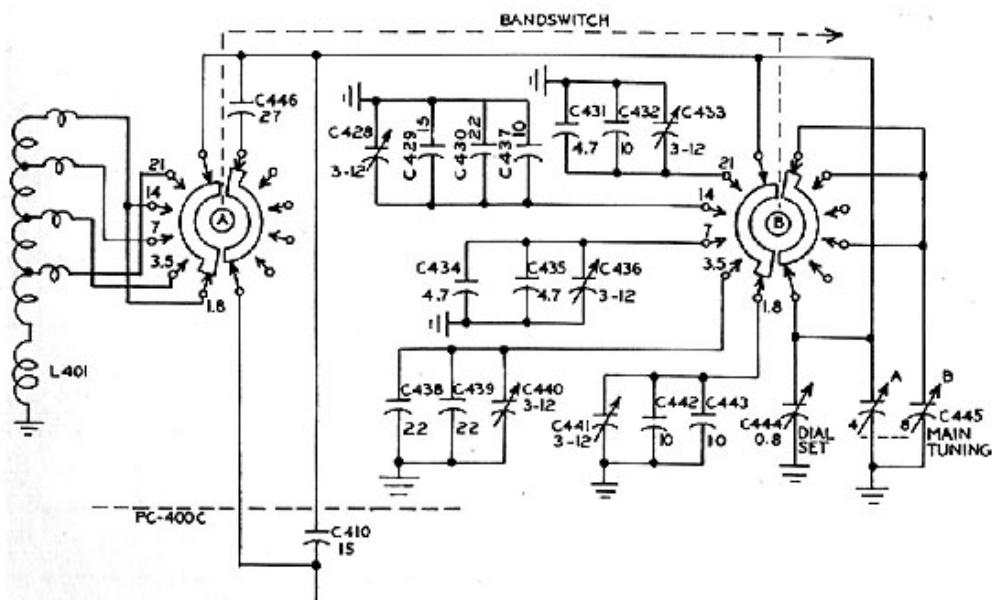 BANDSWITCH
C446
27
21
14
7
3.5
1.8
A
L401
C428
3-12
C429
15
C430
22
C437
10
C431
4.7
C432
10
C433
3-12
21
14
7
3.5
1.8
B
C434
4.7
C435
4.7
C436
3-12
C438
22
C439
22
C440
3-12
C441
3-12
C442
10
C443
10
C444
0.8
DIAL
SET
A
4
B
8
C445
MAIN
TUNING
PC-400C
C410
15